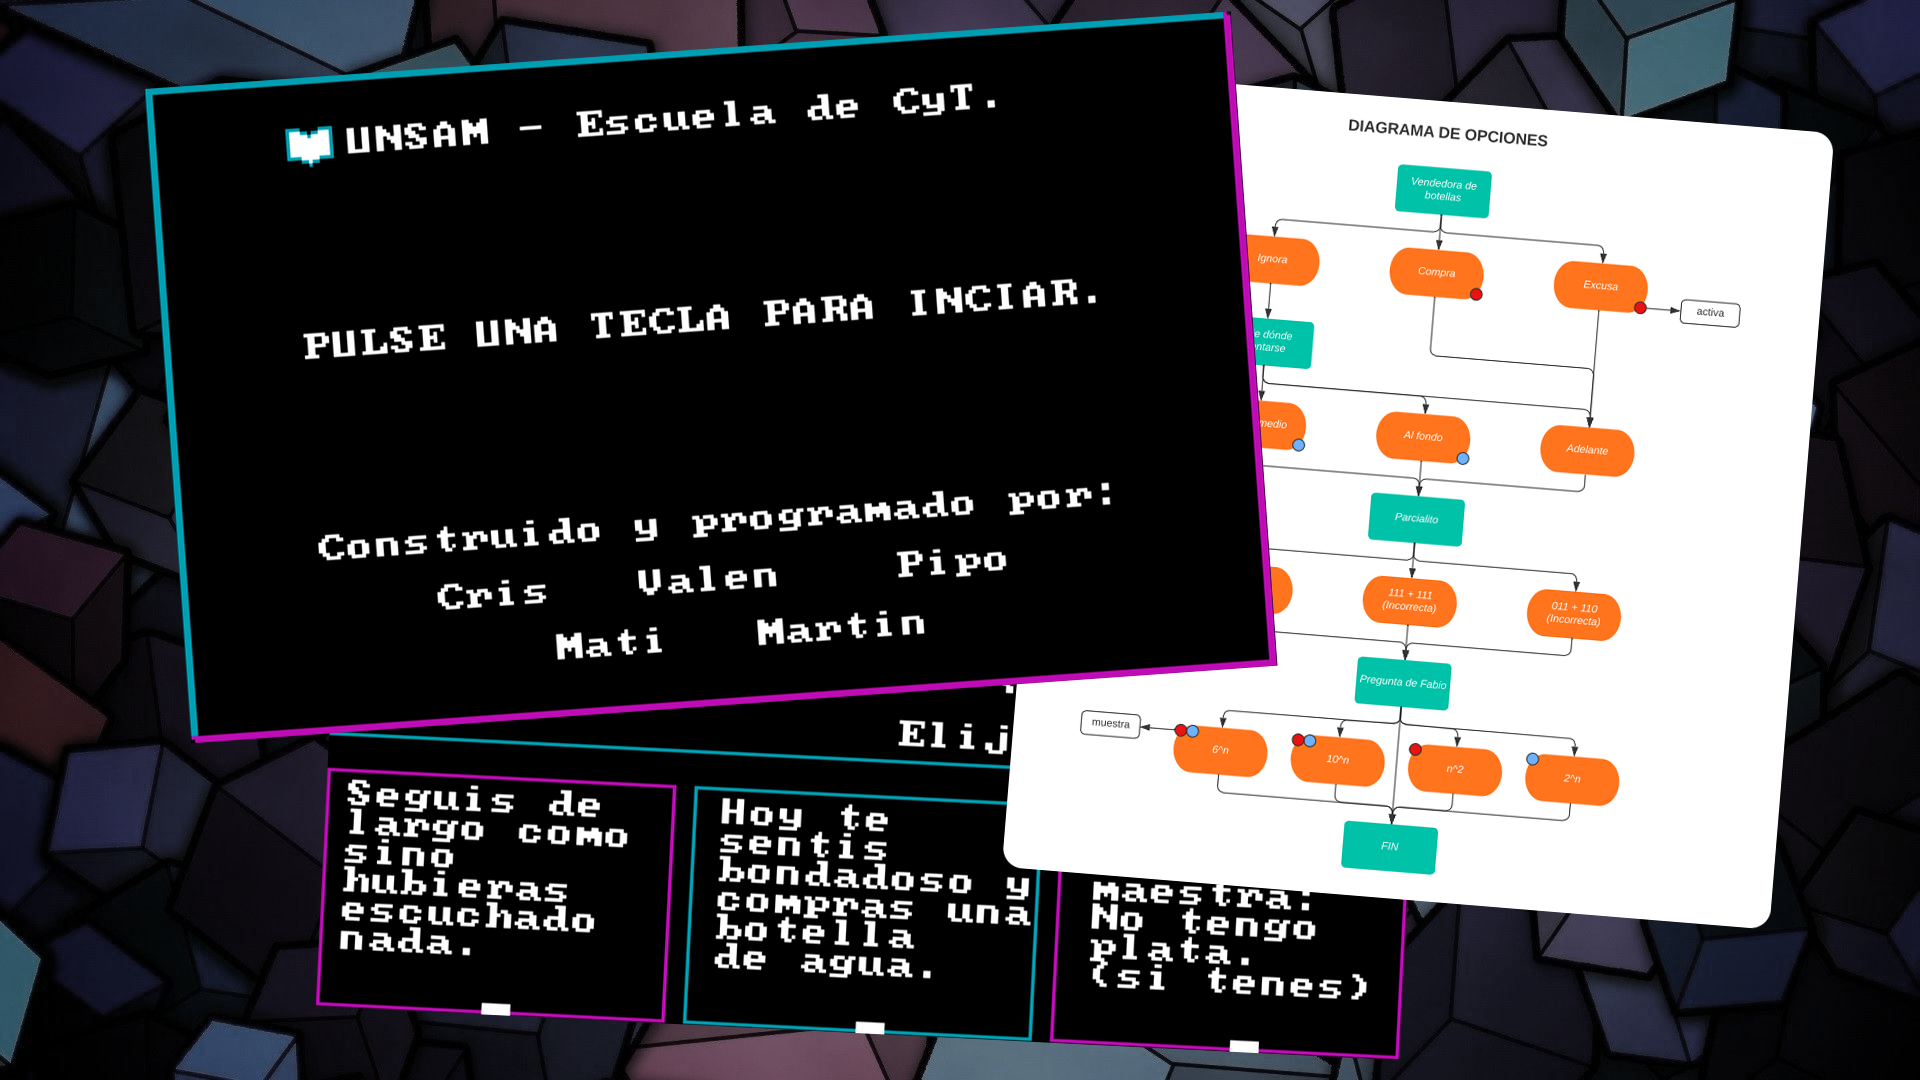 UNSAM - Escuela de CyT.
PULSE UNA TECLA PARA INCIAR.
Construido y programado por:
Cris Valen Pipo
Mati Martin
Elij
Seguis de
largo como
sino
hubieras
escuchado
nada.
Hoy te
sentis
bondadoso y
compras una
botella
de agua.
Maestra:
No tengo
plata.
(si tenes)
DIAGRAMA DE OPCIONES
Vendedora de
botellas
Ignora
Compra
Excusa
activa
e dónde
ntarse
medio
Al fondo
Adelante
Parcialito
111 + 111
(Incorrecta)
011 + 110
(Incorrecta)
Pregunta de Fabio
muestra
6^n
10^n
n^2
2^n
FIN